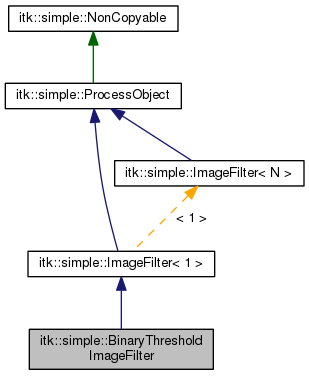 itk::simple::NonCopyable
itk::simple::ProcessObject
itk::simple::ImageFilter< N >
< 1 >
itk::simple::ImageFilter< 1 >
itk::simple::BinaryThreshold
ImageFilter